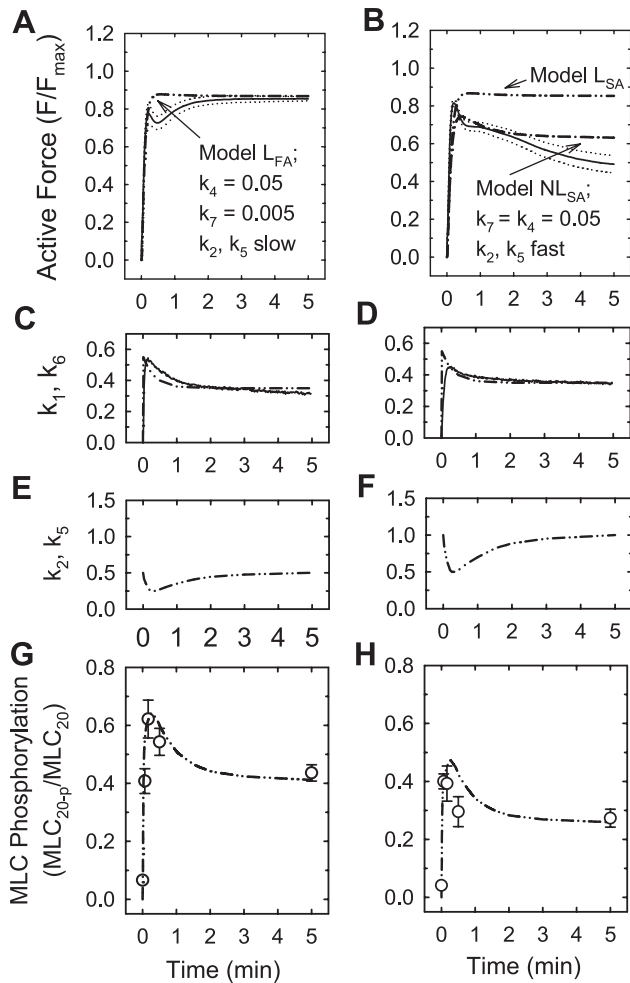 A
B
Active Force (F/Fmax)
1.2
1.0
0.8
0.6
0.4
0.2
0.0
Model LFA;
k4 = 0.05
k7 = 0.005
k2, k5 slow
0 1 2 3 4 5
1.2
1.0
0.8
0.6
0.4
0.2
0.0
Model LSA
Model NLSA;
k7 = k4 = 0.05
k2, k5 fast
0 1 2 3 4 5
C
D
k1, k6
0.6
0.4
0.2
0.0
0 1 2 3 4 5
0.6
0.4
0.2
0.0
0 1 2 3 4 5
E
F
k2, k5
1.5
1.0
0.5
0.0
0 1 2 3 4 5
1.5
1.0
0.5
0.0
0 1 2 3 4 5
G
H
MLC Phosphorylation
(MLC20-p/MLC20)
0.8
0.6
0.4
0.2
0.0
0 1 2 3 4 5
Time (min)
0.8
0.6
0.4
0.2
0.0
0 1 2 3 4 5
Time (min)